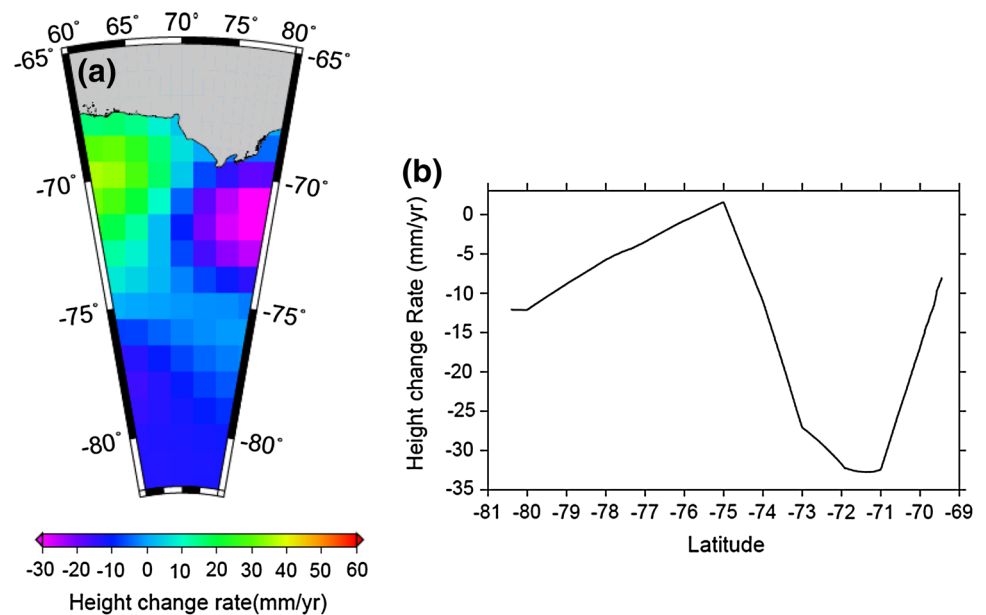 60° 65° 70° 75° 80°
-65° -65°
(a)
-70° -70°
-75° -75°
-80° -80°
-30 -20 -10 0 10 20 30 40 50 60
Height change rate(mm/yr)
(b)
Height change Rate (mm/yr)
0
-5
-10
-15
-20
-25
-30
-35
-81 -80 -79 -78 -77 -76 -75 -74 -73 -72 -71 -70 -69
Latitude